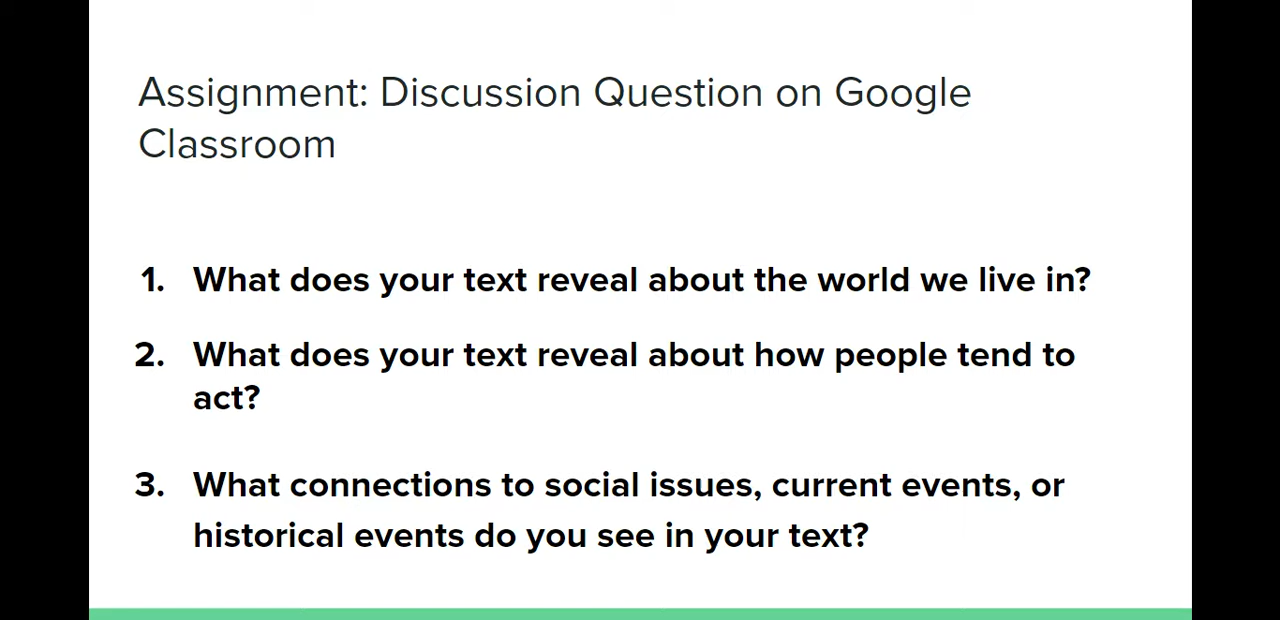 Assignment: Discussion Question on Google
Classroom
1. What does your text reveal about the world we live in?
2. What does your text reveal about how people tend to
act?
3. What connections to social issues, current events, or
historical events do you see in your text?